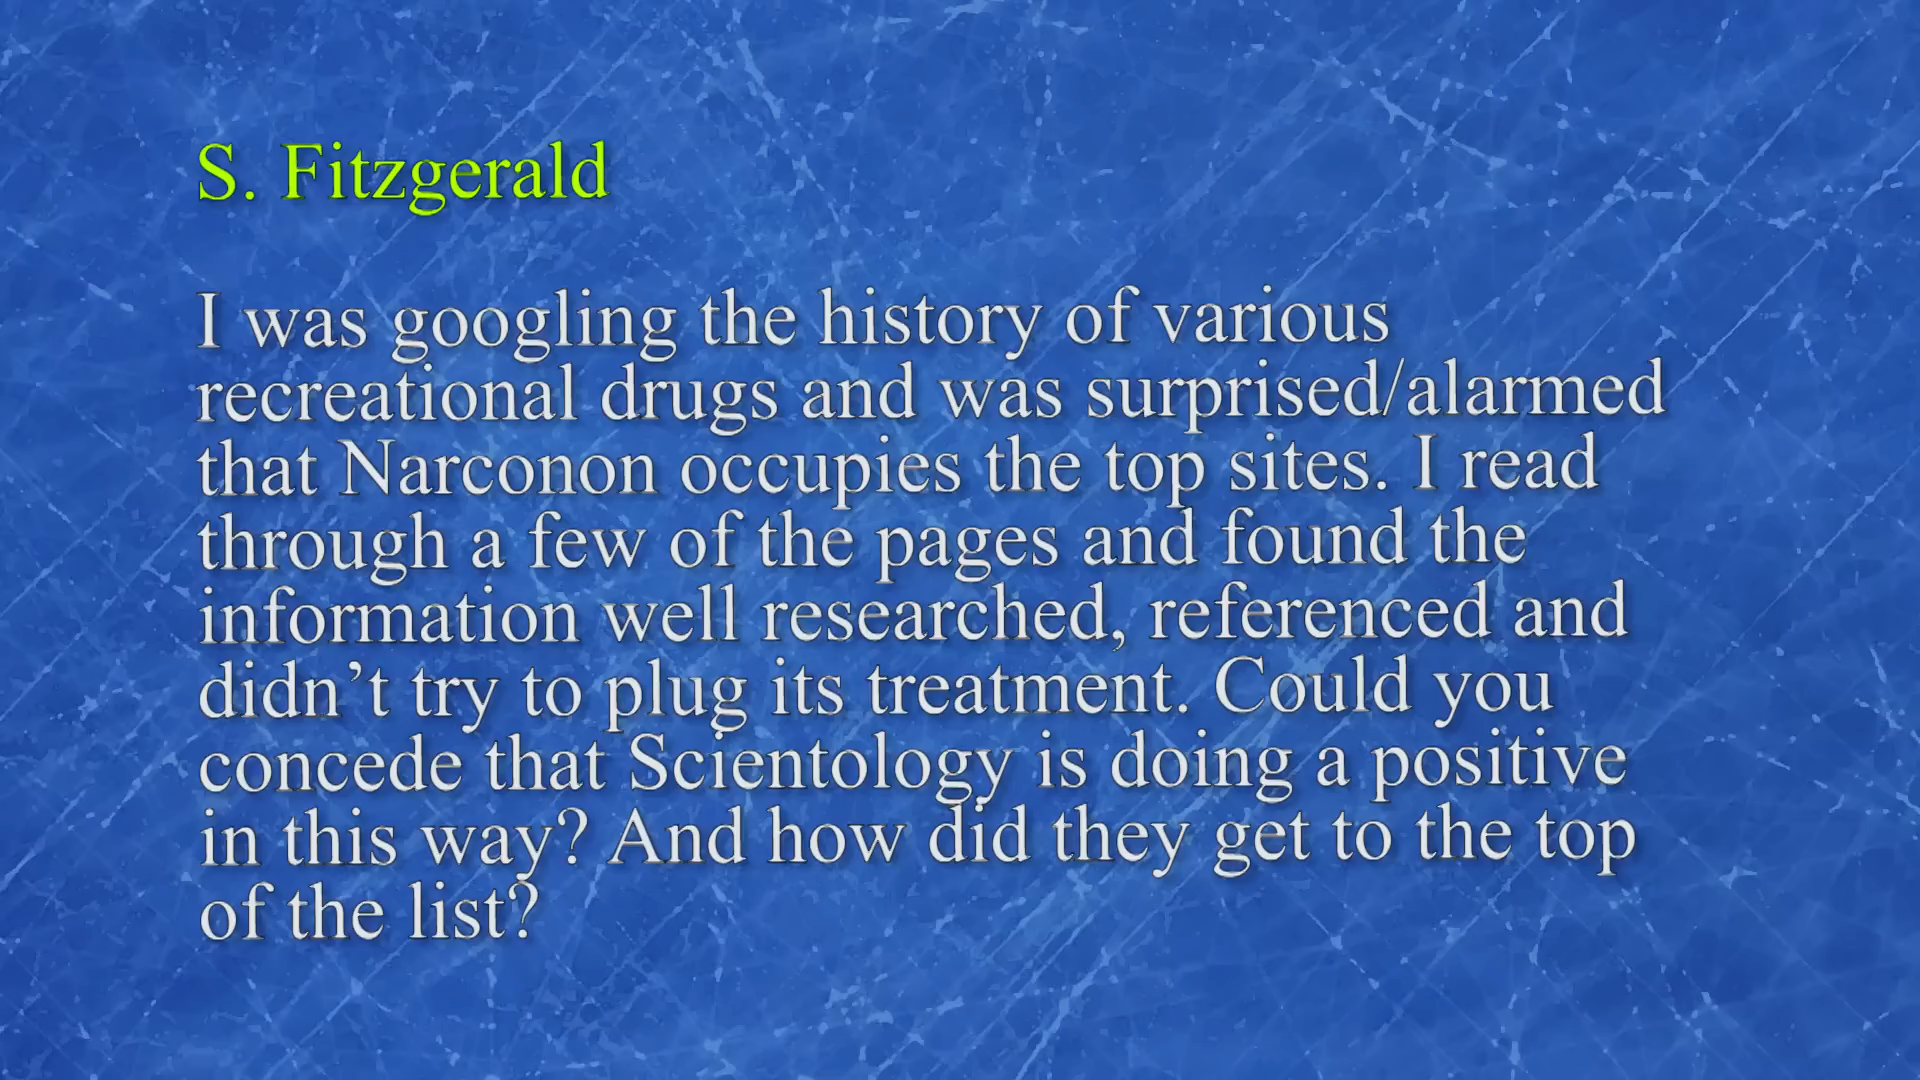 S. Fitzgerald
I was googling the history of various
recreational drugs and was surprised/alarmed
that Narconon occupies the top sites. I read
through a few of the pages and found the
information well researched, referenced and
didn’t try to plug its treatment. Could you
concede that Scientology is doing a positive
in this way? And how did they get to the top
of the list?